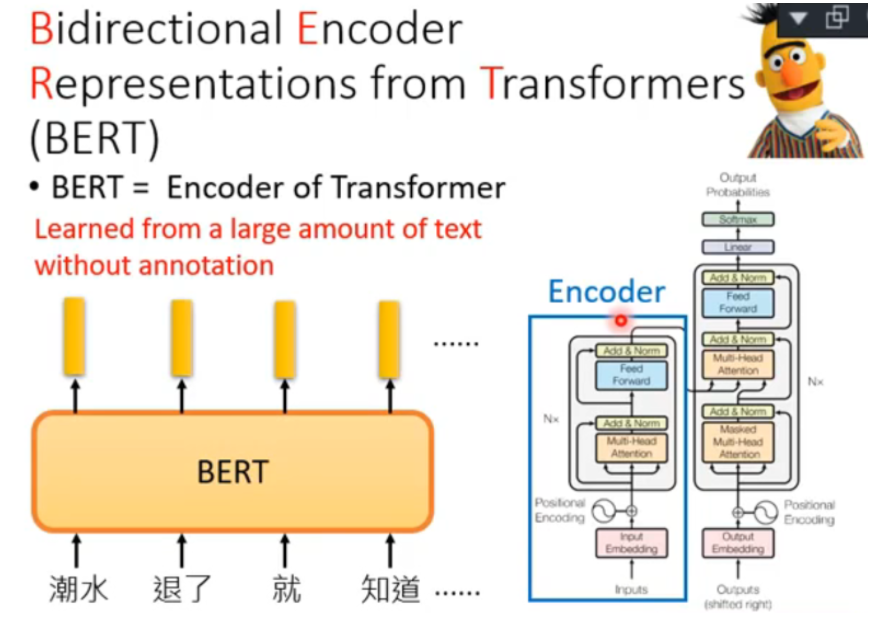 Bidirectional Encoder
Representations from Transformers
(BERT)
• BERT = Encoder of Transformer
Learned from a large amount of text
without annotation
......
BERT
潮水 退了 就 知道 ......
Encoder
Add & Norm
Feed
Forward
Nx
Add & Norm
Multi-Head
Attention
Positional
Encoding
Input
Embedding
Inputs
Output
Probabilities
Softmax
Linear
Add & Norm
Feed
Forward
Add & Norm
Multi-Head
Attention
Nx
Add & Norm
Masked
Multi-Head
Attention
Positional
Encoding
Output
Embedding
Outputs
(shifted right)